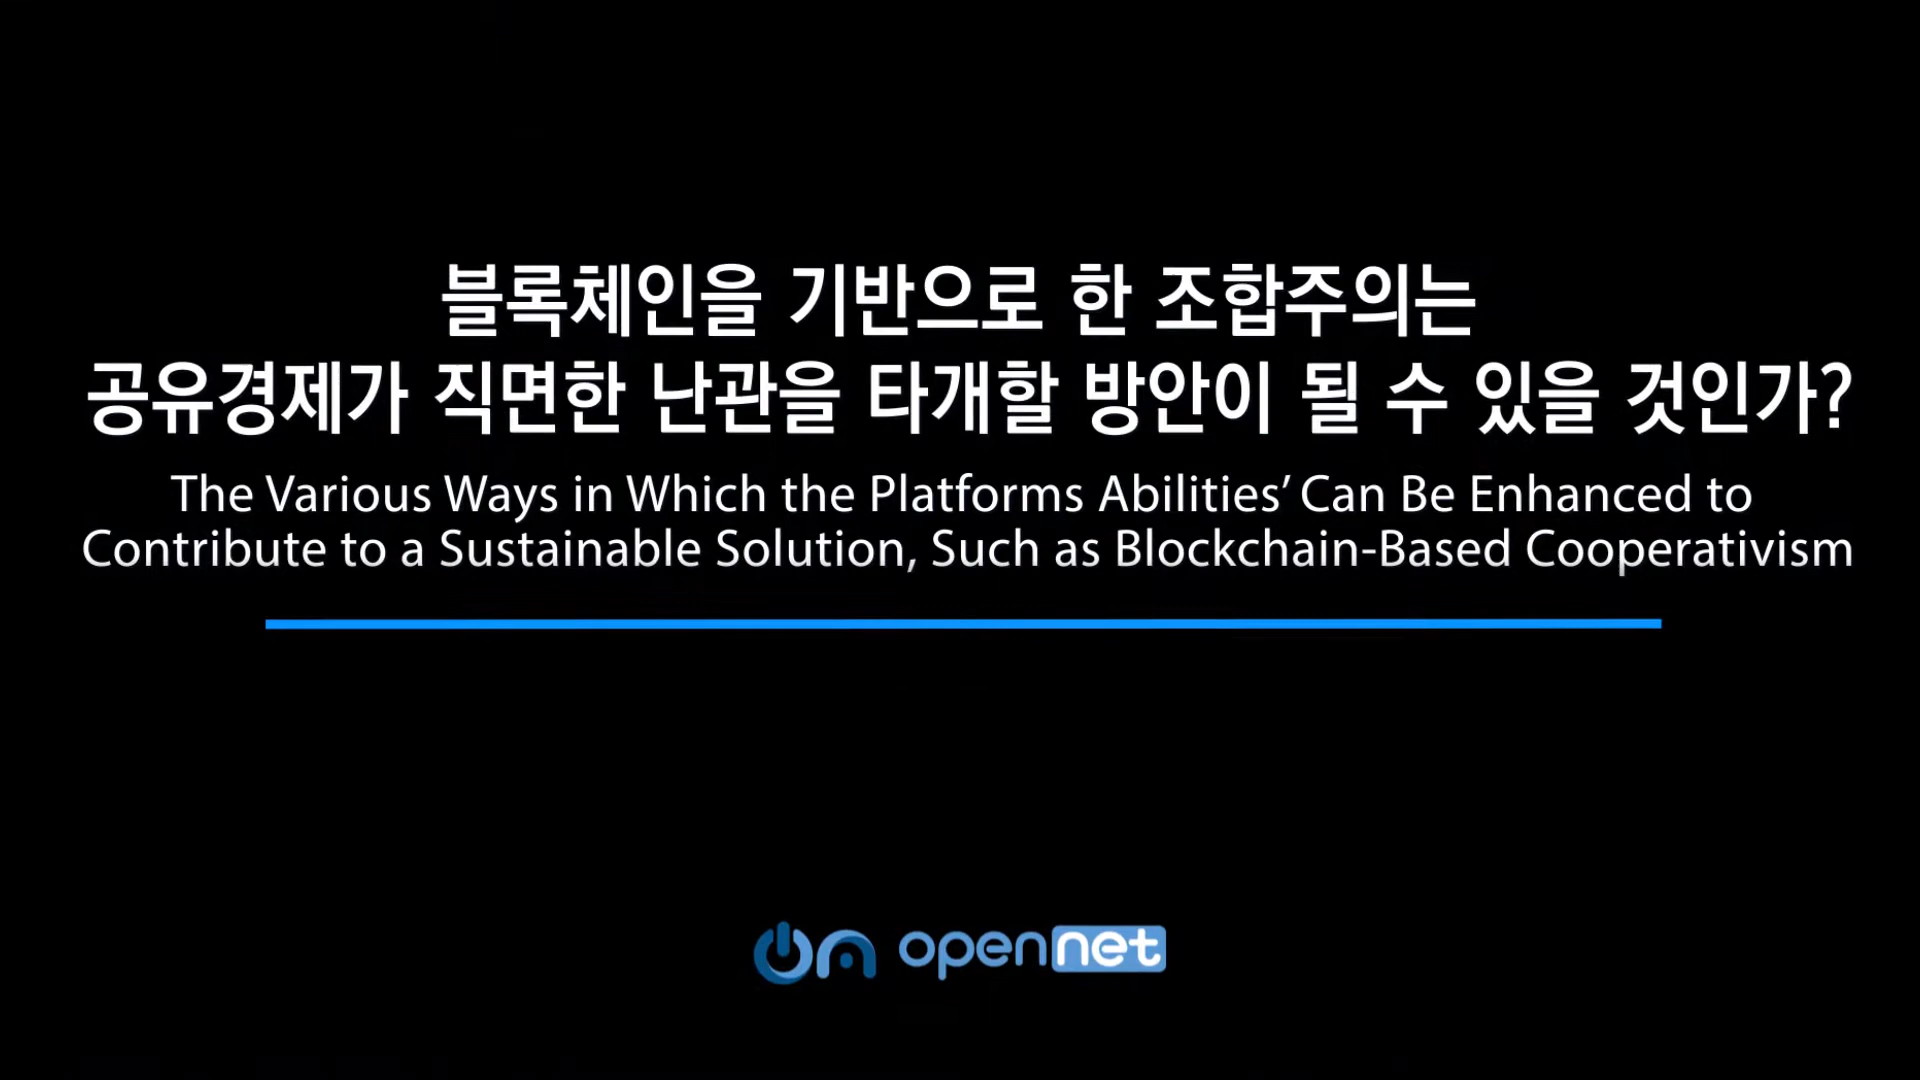 블록체인을 기반으로 한 조합주의는
공유경제가 직면한 난관을 타개할 방안이 될 수 있을 것인가?
The Various Ways in Which the Platforms Abilities’ Can Be Enhanced to
Contribute to a Sustainable Solution, Such as Blockchain-Based Cooperativism
opennet